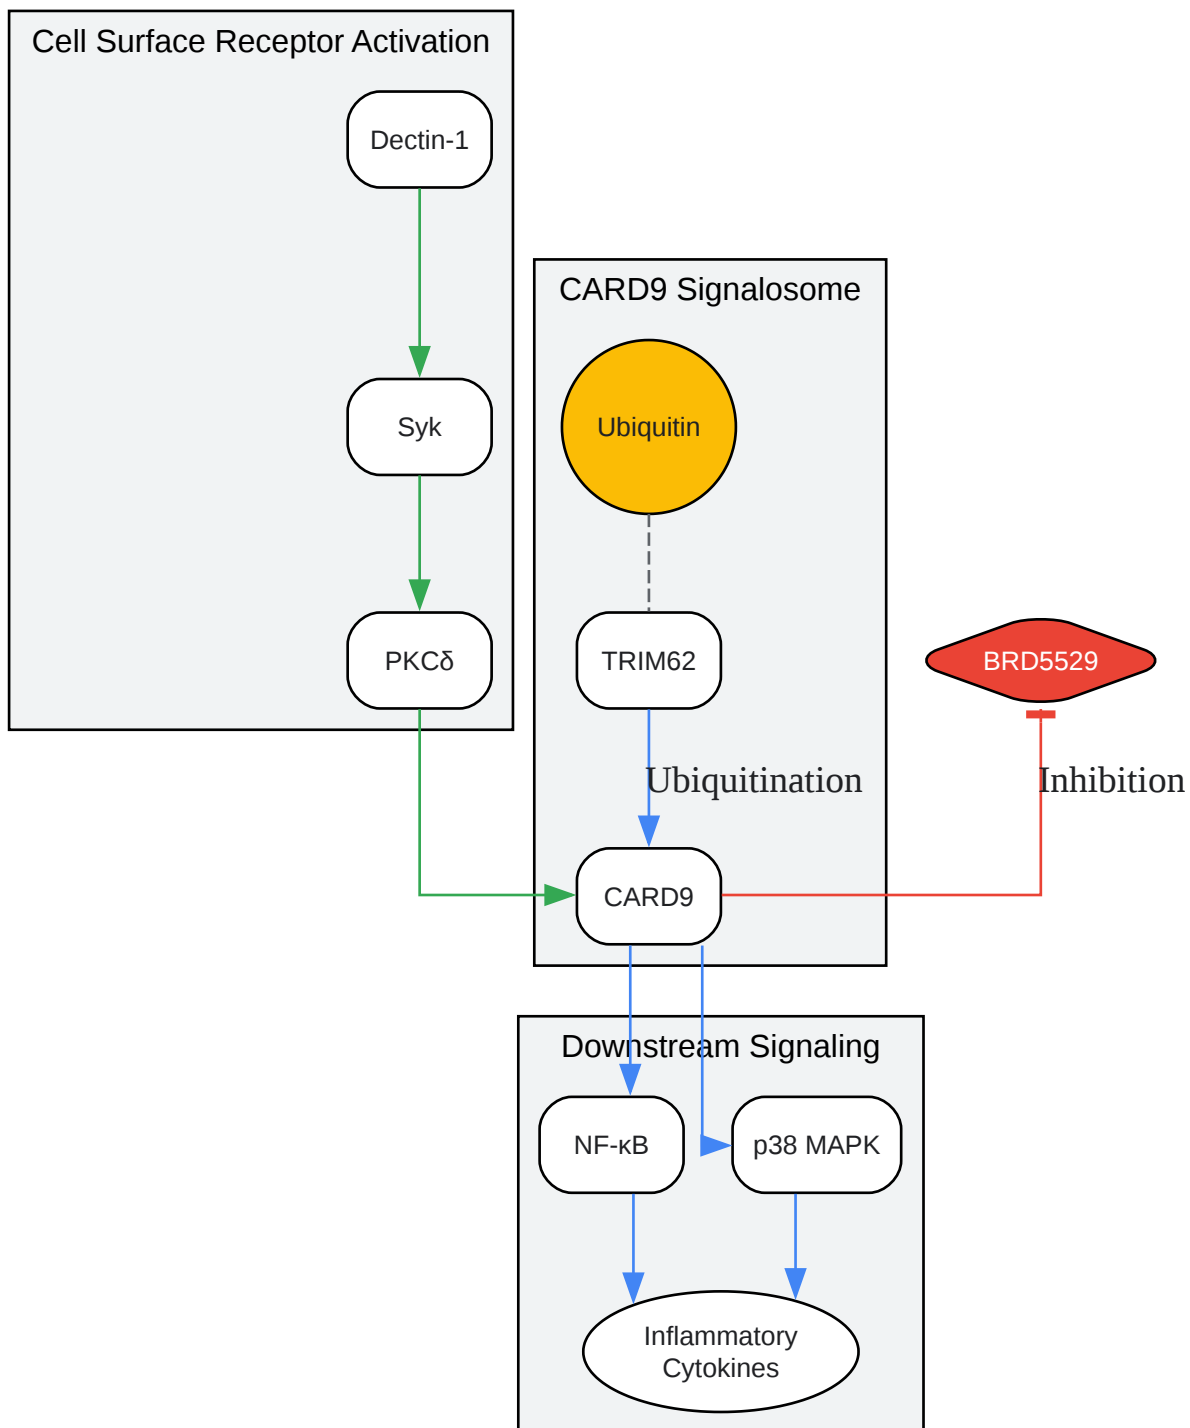 Cell Surface Receptor Activation
Dectin-1
Syk
PKCδ
CARD9 Signalosome
Ubiquitin
TRIM62
Ubiquitination
CARD9
BRD5529
Inhibition
Downstream Signaling
NF-κB
p38 MAPK
Inflammatory
Cytokines